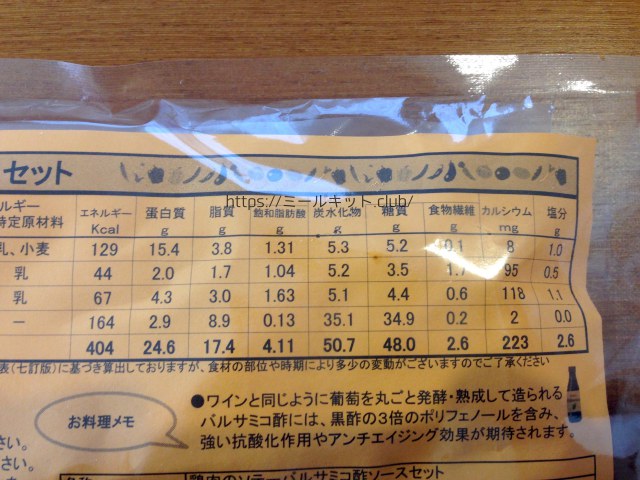 セット
https://ミールキット.club/
ルギー
特定原材料 エネルギー Kcal 蛋白質 g 脂質 g 飽和脂肪酸 g 炭水化物 g 糖質 g 食物繊維 g カルシウム mg 塩分 g
乳、小麦 129 15.4 3.8 1.31 5.3 5.2 0.1 8 1.0
乳 44 2.0 1.7 1.04 5.2 3.5 1.7 95 0.5
乳 67 4.3 3.0 1.63 5.1 4.4 0.6 118 1.1
ー 164 2.9 8.9 0.13 35.1 34.9 0.2 2 0.0
404 24.6 17.4 4.11 50.7 48.0 2.6 223 2.6
表(七訂版)に基づき算出しておりますが、食材の部位や時期により多少の変動がございますのでご了承ください
お料理メモ
●ワインと同じように葡萄を丸ごと発酵・熟成して造られる
バルサミコ酢には、黒酢の3倍のポリフェノールを含み、
強い抗酸化作用やアンチエイジング効果が期待されます。
さい。
い。
鶏肉のソテーバルサミコ酢ソースセット